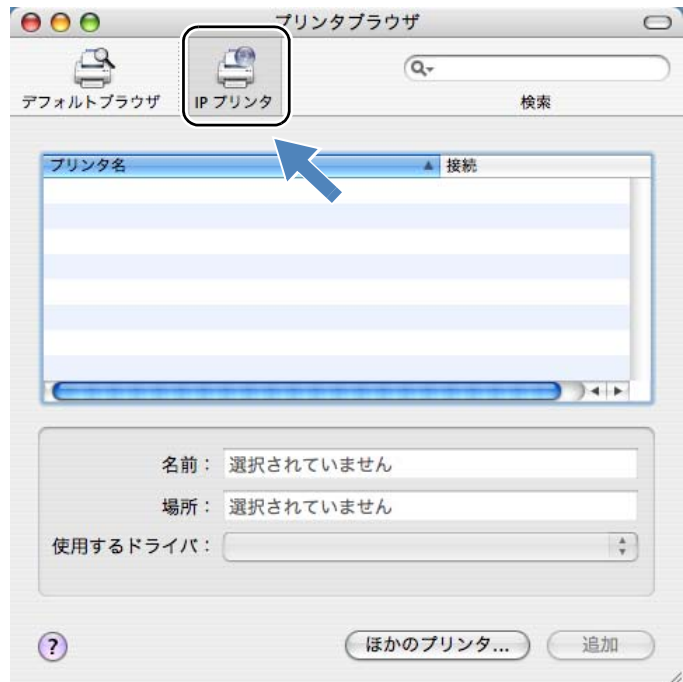 プリンタブラウザ
デフォルトブラウザ
IP プリンタ
検索
プリンタ名
接続
名前：
選択されていません
場所：
選択されていません
使用するドライバ：
?
ほかのプリンタ...
追加